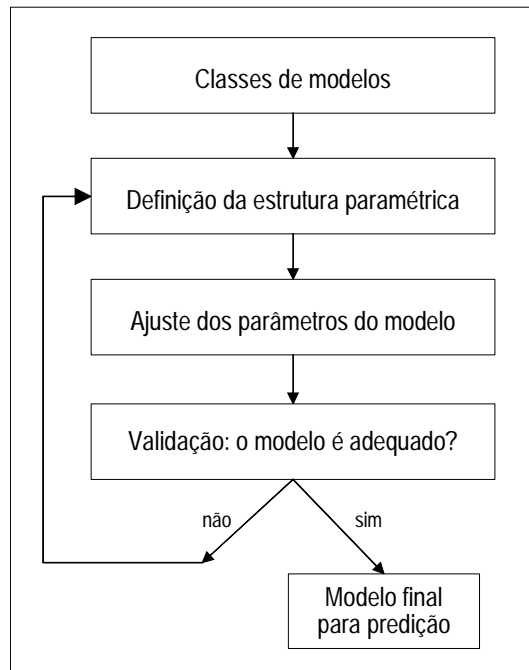 Classes de modelos
Definição da estrutura paramétrica
Ajuste dos parâmetros do modelo
Validação: o modelo é adequado?
não
sim
Modelo final
para predição